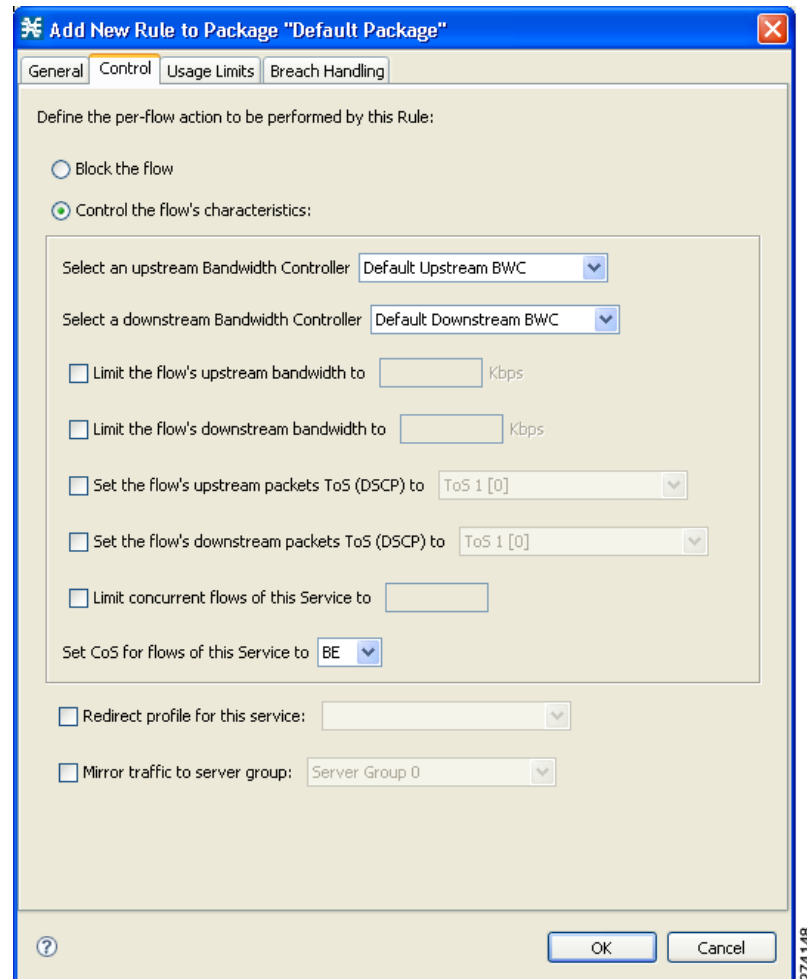 Add New Rule to Package "Default Package"
General Control Usage Limits Breach Handling
Define the per-flow action to be performed by this Rule:
Block the flow
Control the flow's characteristics:
Select an upstream Bandwidth Controller Default Upstream BWC
Select a downstream Bandwidth Controller Default Downstream BWC
Limit the flow's upstream bandwidth to Kbps
Limit the flow's downstream bandwidth to Kbps
Set the flow's upstream packets ToS (DSCP) to ToS 1 [0]
Set the flow's downstream packets ToS (DSCP) to ToS 1 [0]
Limit concurrent flows of this Service to
Set CoS for flows of this Service to BE
Redirect profile for this service:
Mirror traffic to server group: Server Group 0
? OK Cancel
274148